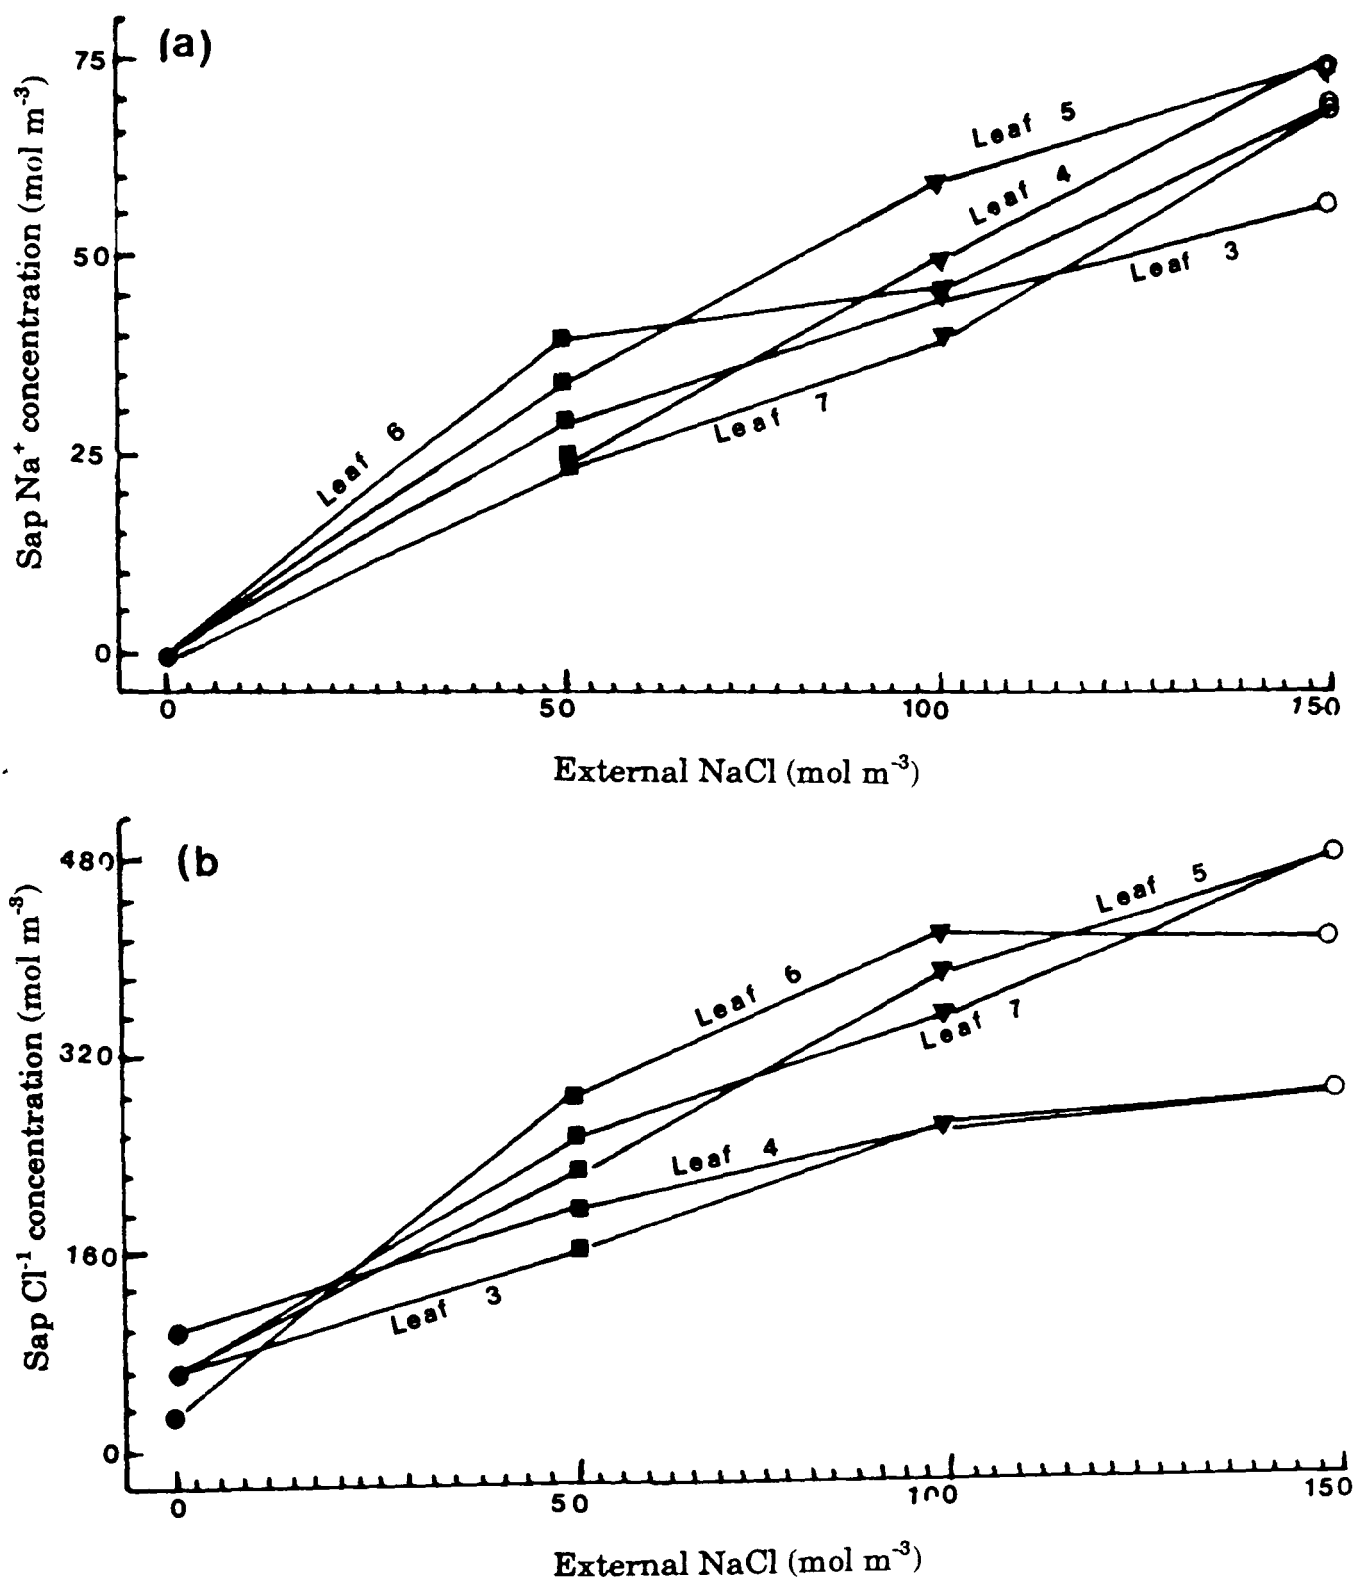 (a)
75
50
25
0
Sap Na⁺ concentration (mol m⁻³)
Leaf 5
Leaf 4
Leaf 3
Leaf 6
Leaf 7
0 50 100 150
External NaCl (mol m⁻³)
(b
480
320
160
0
Sap Cl⁻¹ concentration (mol m⁻³)
Leaf 5
Leaf 6
Leaf 7
Leaf 4
Leaf 3
0 50 100 150
External NaCl (mol m⁻³)